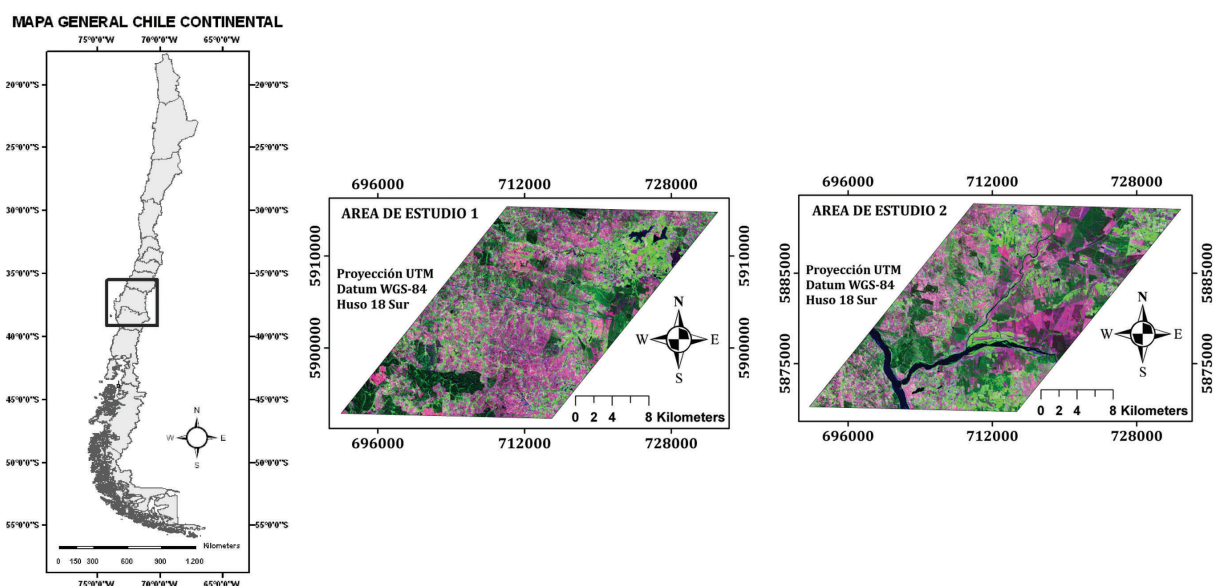 MAPA GENERAL CHILE CONTINENTAL
75°0'0"W 70°0'0"W 65°0'0"W
20°0'0"S 20°0'0"S
25°0'0"S 25°0'0"S
30°0'0"S 30°0'0"S
35°0'0"S 35°0'0"S
40°0'0"S 40°0'0"S
45°0'0"S 45°0'0"S
50°0'0"S 50°0'0"S
55°0'0"S 55°0'0"S
N
W E
S
Kilometers
0 150 300 600 900 1.200
75°0'0"W 70°0'0"W 65°0'0"W
696000 712000 728000
AREA DE ESTUDIO 1
Proyección UTM
Datum WGS-84
Huso 18 Sur
5910000 5910000
5900000 5900000
N
W E
S
0 2 4 8 Kilometers
696000 712000 728000
696000 712000 728000
AREA DE ESTUDIO 2
Proyección UTM
Datum WGS-84
Huso 18 Sur
5885000 5885000
5875000 5875000
N
W E
S
0 2 4 8 Kilometers
696000 712000 728000